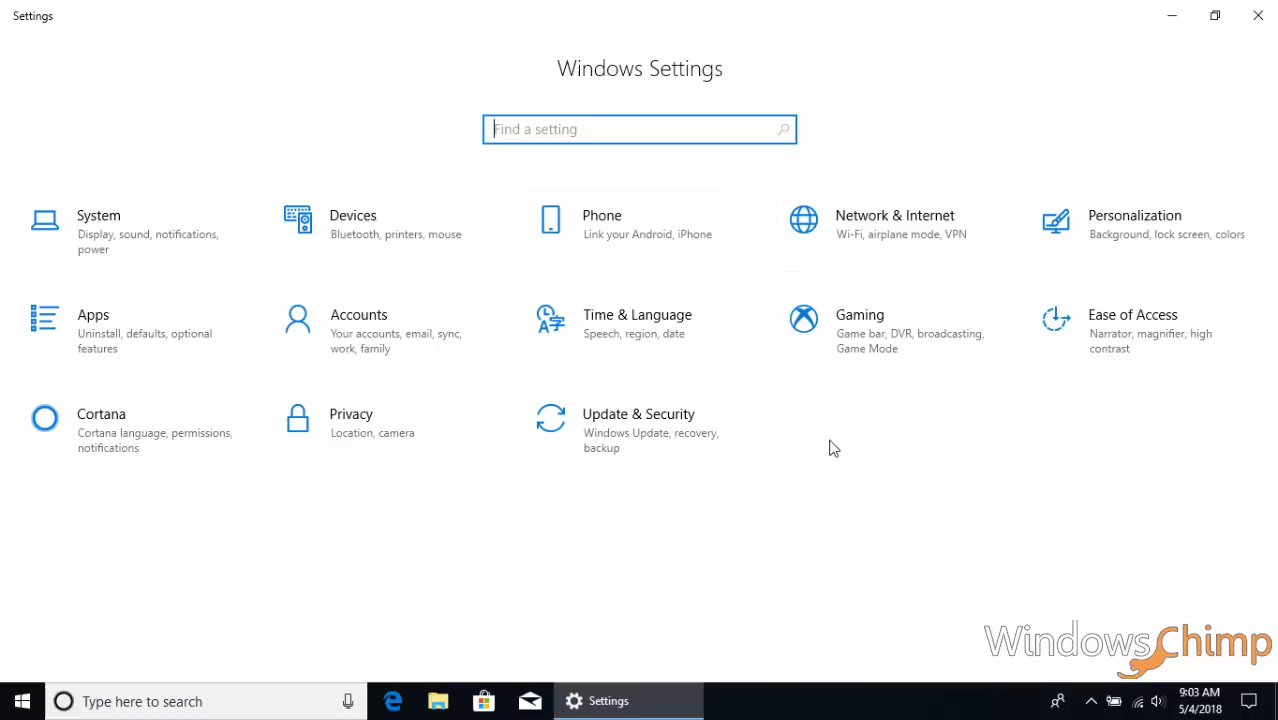 Settings
Windows Settings
Find a setting
System
Display, sound, notifications,
power
Devices
Bluetooth, printers, mouse
Phone
Link your Android, iPhone
Network & Internet
Wi-Fi, airplane mode, VPN
Personalization
Background, lock screen, colors
Apps
Uninstall, defaults, optional
features
Accounts
Your accounts, email, sync,
work, family
Time & Language
Speech, region, date
Gaming
Game bar, DVR, broadcasting,
Game Mode
Ease of Access
Narrator, magnifier, high
contrast
Cortana
Cortana language, permissions,
notifications
Privacy
Location, camera
Update & Security
Windows Update, recovery,
backup
WindowsChimp
Type here to search
Settings
9:03 AM
5/4/2018